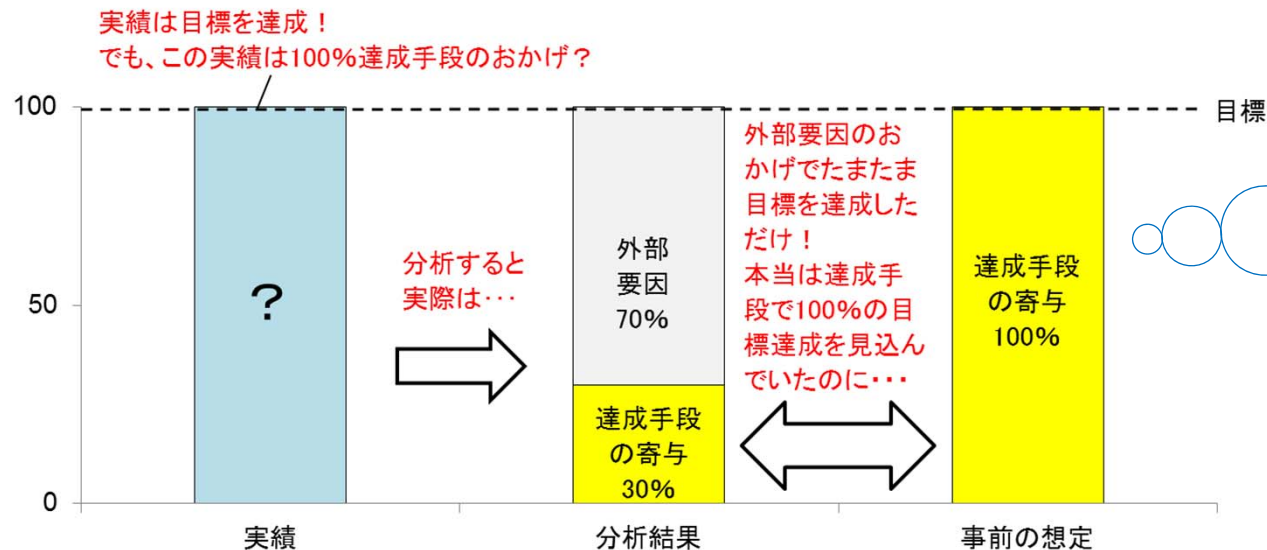 実績は目標を達成！
でも、この実績は100％達成手段のおかげ？
100
50
0
目標
？
分析すると
実際は・・・
外部
要因
70%
達成手段
の寄与
30%
外部要因のお
かげでたまたま
目標を達成した
だけ！
本当は達成手
段で100％の目
標達成を見込ん
でいたのに・・・
達成手段
の寄与
100%
実績
分析結果
事前の想定